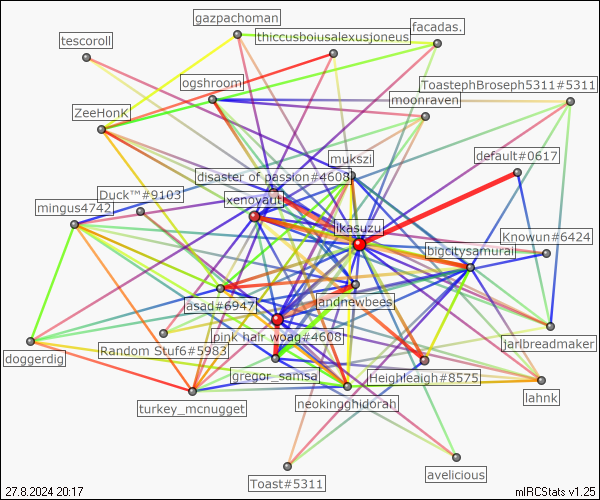 gazpachoman
thiccusboiusalexusjoneus
facadas.
tescoroll
ogshroom
ToastephBroseph5311#5311
moonraven
ZeeHonK
mukszi
default#0617
disaster of passion#4608
Duck™#9103
xenoyaut
mingus4742
ikasuzu
Knowun#6424
bigcitysamurai
asad#6947
landnewbees
pink hair woag#4608
jarlbreadmaker
Random Stuf6#5983
doggerdig
gregor_samsa
Heighleaigh#8575
lahnk
turkey_mcnugget
neokingghidorah
avelicious
Toast#5311
27.8.2024 20:17
mIRCStats v1.25